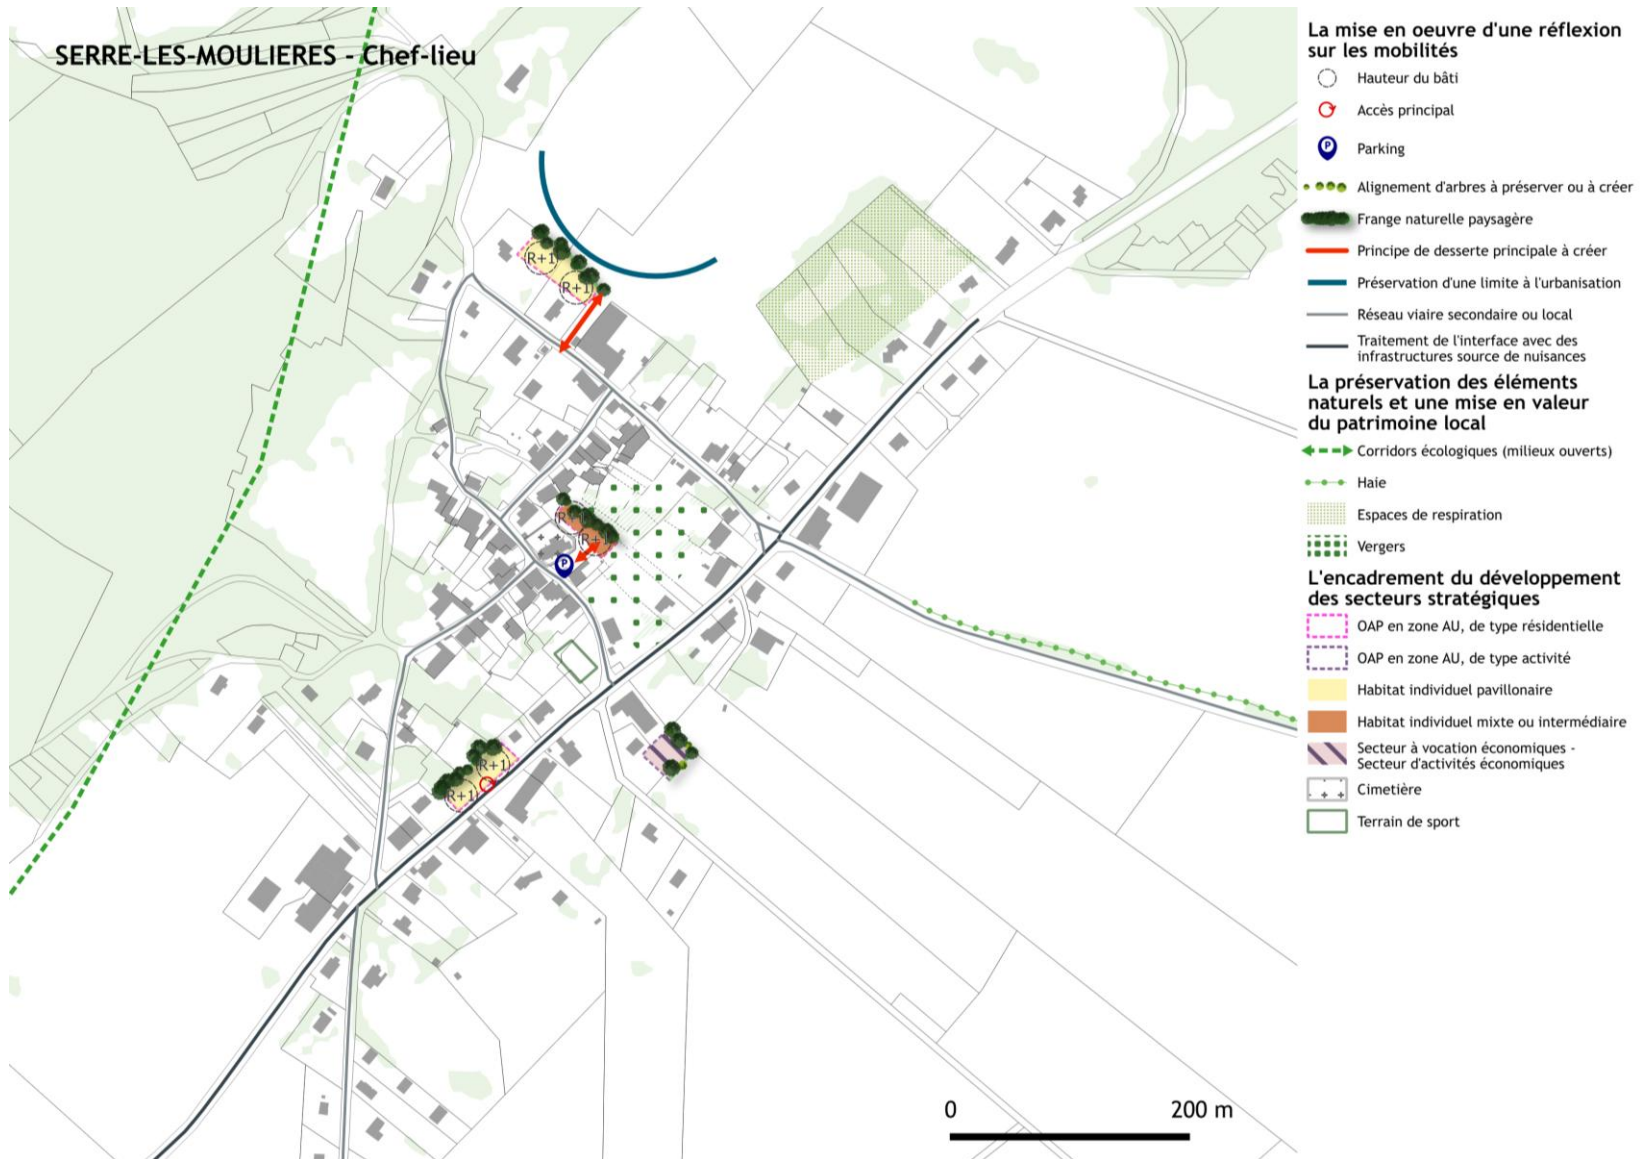 SERRE-LES-MOULIERES - Chef-lieu
R+1
R+1
R+1
P
R+1
R+1
0 200 m
La mise en oeuvre d'une réflexion
sur les mobilités
Hauteur du bâti
Accès principal
P
Parking
Alignement d'arbres à préserver ou à créer
Frange naturelle paysagère
Principe de desserte principale à créer
Préservation d'une limite à l'urbanisation
Réseau viaire secondaire ou local
Traitement de l'interface avec des
infrastructures source de nuisances
La préservation des éléments
naturels et une mise en valeur
du patrimoine local
Corridors écologiques (milieux ouverts)
Haie
Espaces de respiration
Vergers
L'encadrement du développement
des secteurs stratégiques
OAP en zone AU, de type résidentielle
OAP en zone AU, de type activité
Habitat individuel pavillonaire
Habitat individuel mixte ou intermédiaire
Secteur à vocation économiques -
Secteur d'activités économiques
Cimetière
Terrain de sport